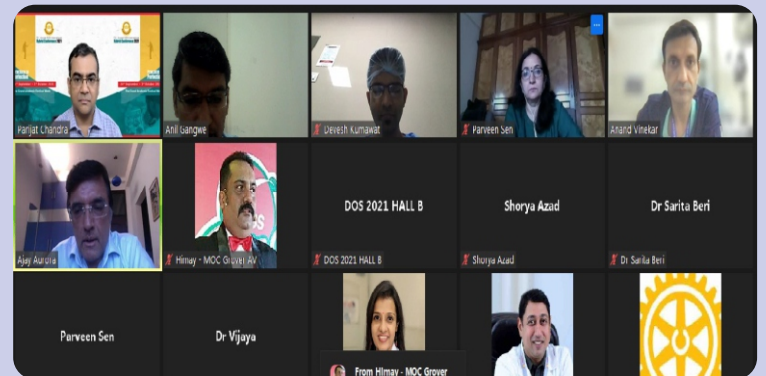 Parijat Chandra
Anil Gangwe
Devesh Kumawat
Parveen Sen
Anand Vinekar
Ajay Aurora
Himay - MOC Grover AV
DOS 2021 HALL B
DOS 2021 HALL B
Shorya Azad
Shorya Azad
Dr Sarita Beri
Dr Sarita Beri
Parveen Sen
Dr Vijaya
From Himay - MOC Grover